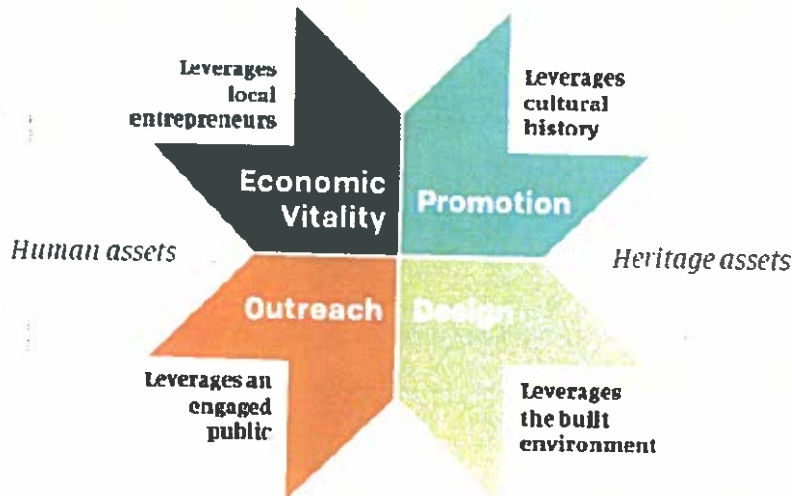 Leverages
local
entrepreneurs
Leverages
cultural
history
Economic
Vitality
Promotion
Human assets
Heritage assets
Outreach
Design
Leverages an
engaged
public
Leverages
the built
environment